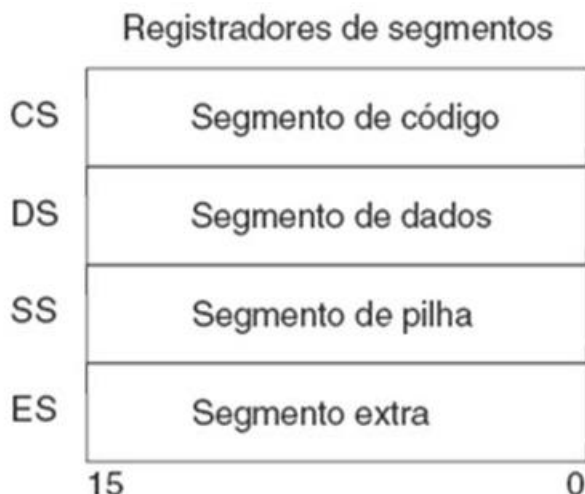 Registradores de segmentos
CS Segmento de código
DS Segmento de dados
SS Segmento de pilha
ES Segmento extra
15 0